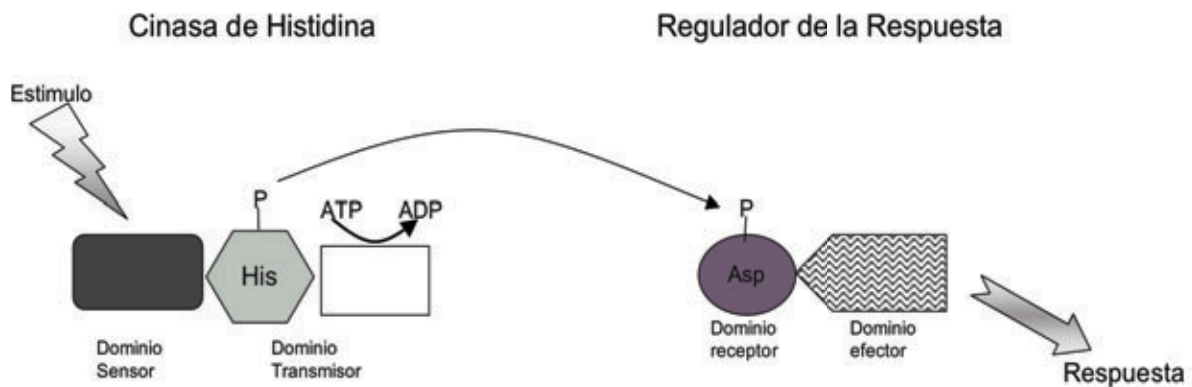 Cinasa de Histidina
Regulador de la Respuesta
Estimulo
P
ATP
ADP
P
His
Asp
Dominio
Sensor
Dominio
Transmisor
Dominio
receptor
Dominio
efector
Respuesta